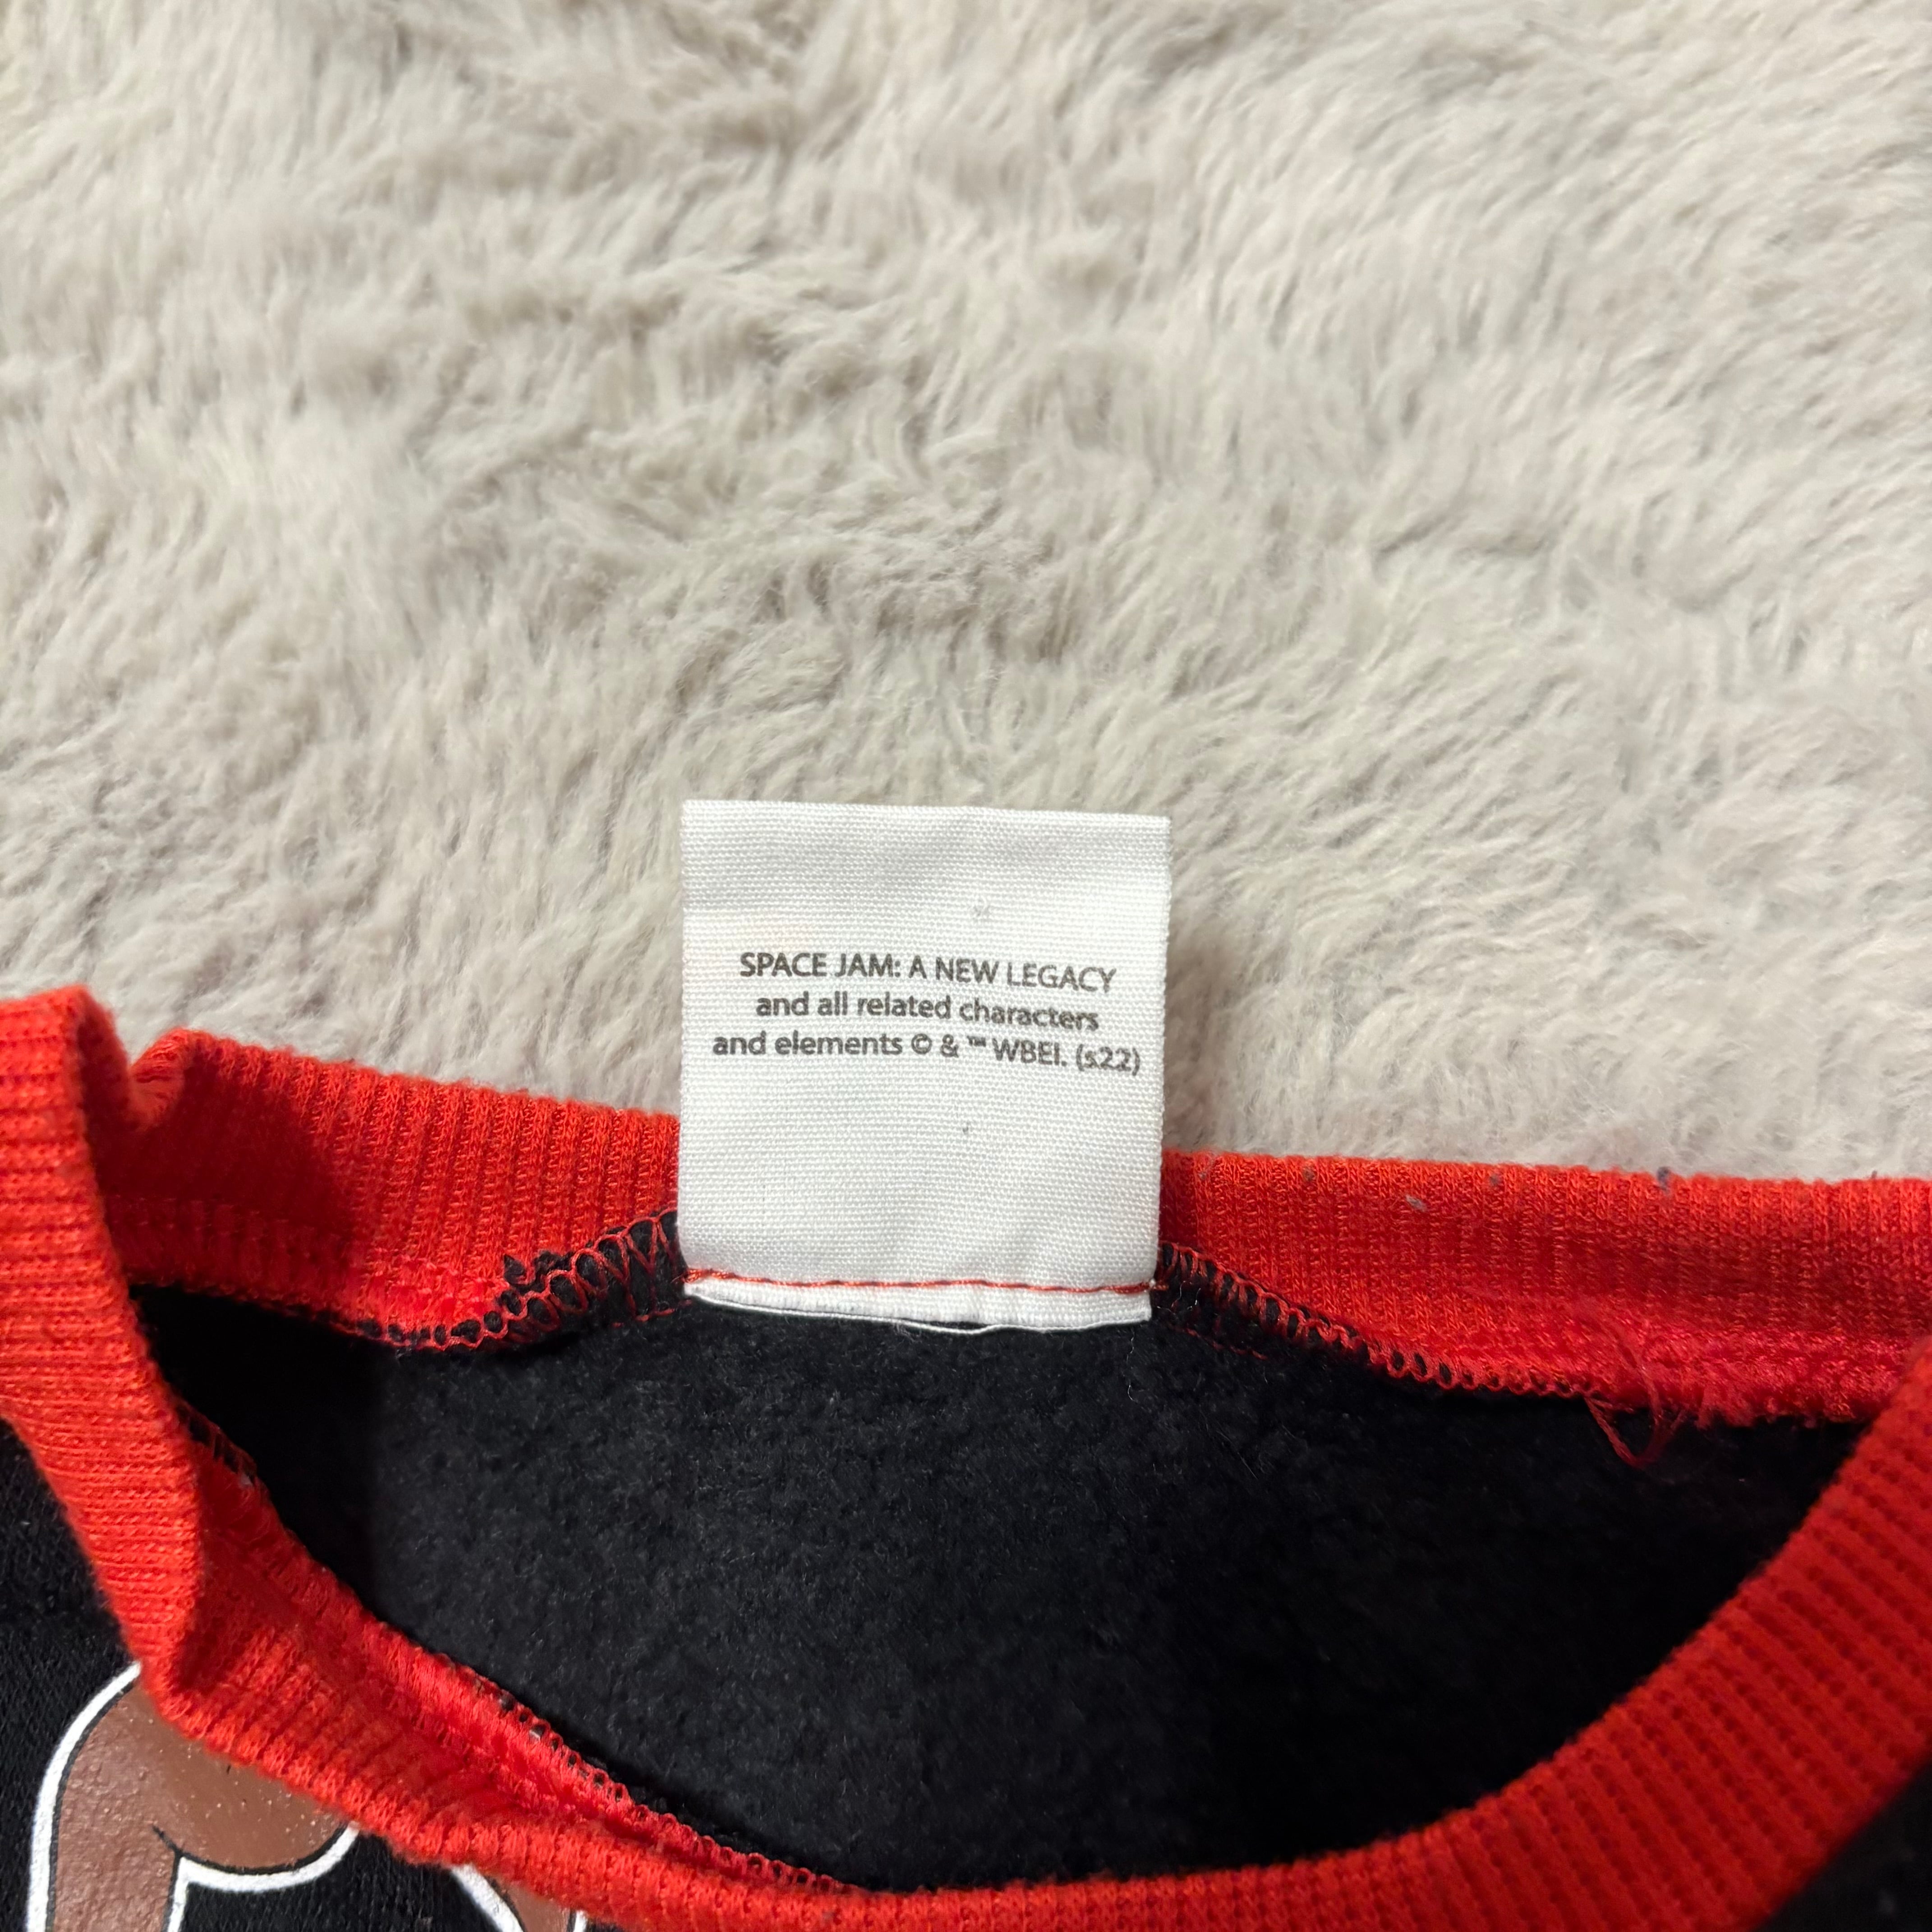 SPACE JAM: A NEW LEGACY
and all related characters
and elements © & ™ WBEI. (s22)